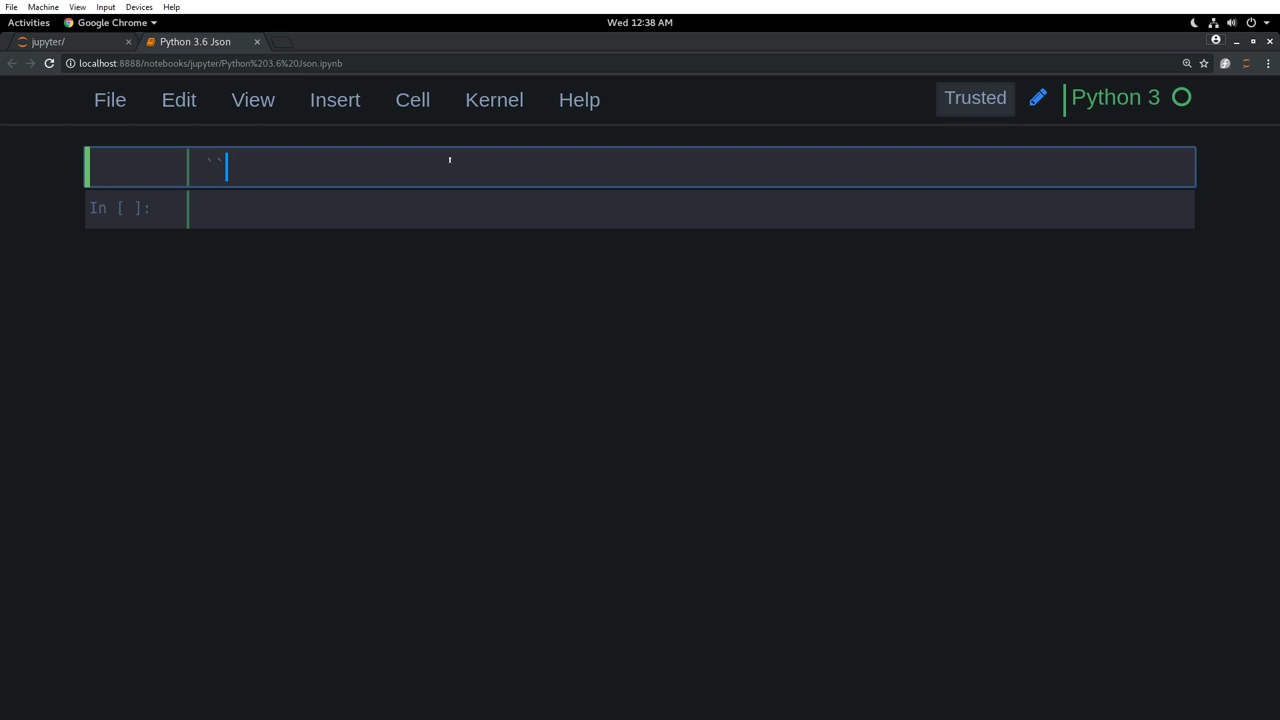 File Machine View Input Devices Help
Activities Google Chrome Wed 12:38 AM
jupyter/ Python 3.6 Json
localhost:8888/notebooks/jupyter/Python%203.6%20Json.ipynb
File Edit View Insert Cell Kernel Help Trusted Python 3
``
In [ ]: